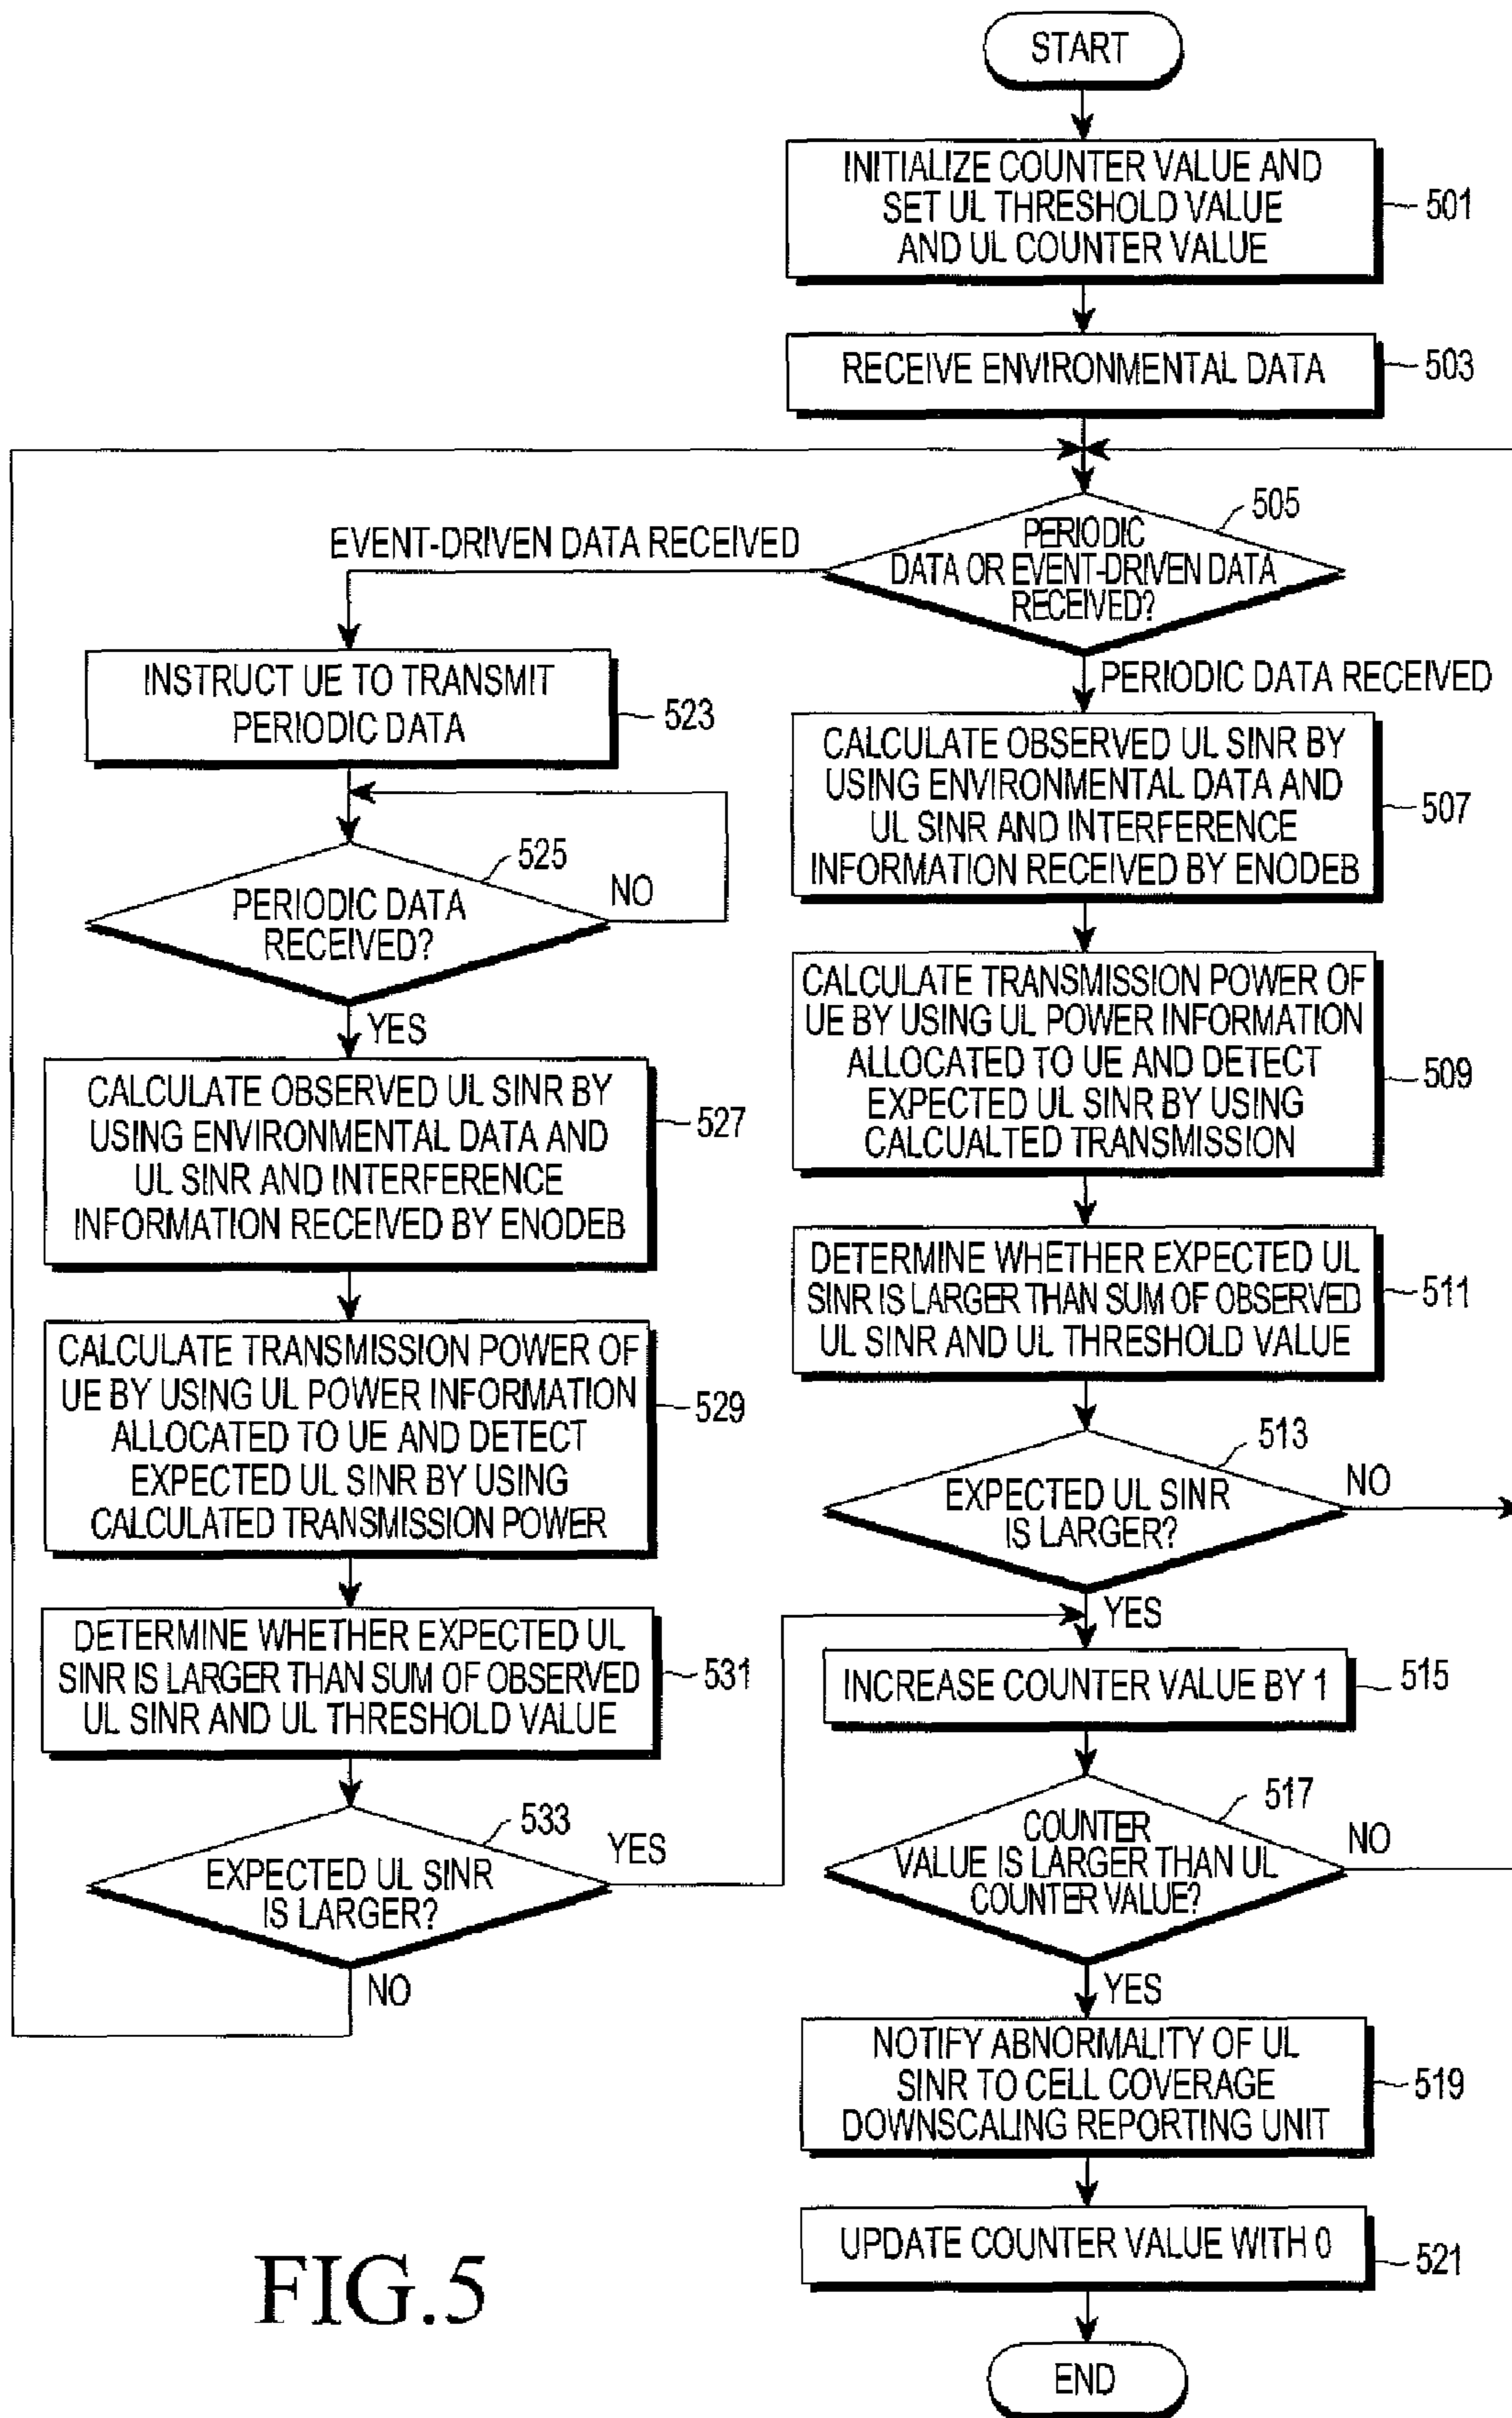 START
INITIALIZE COUNTER VALUE AND
SET UL THRESHOLD VALUE
AND UL COUNTER VALUE
501
RECEIVE ENVIRONMENTAL DATA
503
505
PERIODIC
DATA OR EVENT-DRIVEN DATA
RECEIVED?
EVENT-DRIVEN DATA RECEIVED
PERIODIC DATA RECEIVED
INSTRUCT UE TO TRANSMIT
PERIODIC DATA
523
525
PERIODIC DATA
RECEIVED?
NO
YES
CALCULATE OBSERVED UL SINR BY
USING ENVIRONMENTAL DATA AND
UL SINR AND INTERFERENCE
INFORMATION RECEIVED BY ENODEB
527
CALCULATE TRANSMISSION POWER OF
UE BY USING UL POWER INFORMATION
ALLOCATED TO UE AND DETECT
EXPECTED UL SINR BY USING
CALCULATED TRANSMISSION POWER
529
DETERMINE WHETHER EXPECTED UL
SINR IS LARGER THAN SUM OF OBSERVED
UL SINR AND UL THRESHOLD VALUE
531
533
EXPECTED UL SINR
IS LARGER?
YES
NO
CALCULATE OBSERVED UL SINR BY
USING ENVIRONMENTAL DATA AND
UL SINR AND INTERFERENCE
INFORMATION RECEIVED BY ENODEB
507
CALCULATE TRANSMISSION POWER OF
UE BY USING UL POWER INFORMATION
ALLOCATED TO UE AND DETECT
EXPECTED UL SINR BY USING
CALCUALTED TRANSMISSION
509
DETERMINE WHETHER EXPECTED UL
SINR IS LARGER THAN SUM OF OBSERVED
UL SINR AND UL THRESHOLD VALUE
511
513
EXPECTED UL SINR
IS LARGER?
NO
YES
INCREASE COUNTER VALUE BY 1
515
517
COUNTER
VALUE IS LARGER THAN UL
COUNTER VALUE?
NO
YES
NOTIFY ABNORMALITY OF UL
SINR TO CELL COVERAGE
DOWNSCALING REPORTING UNIT
519
UPDATE COUNTER VALUE WITH 0
521
END
FIG.5